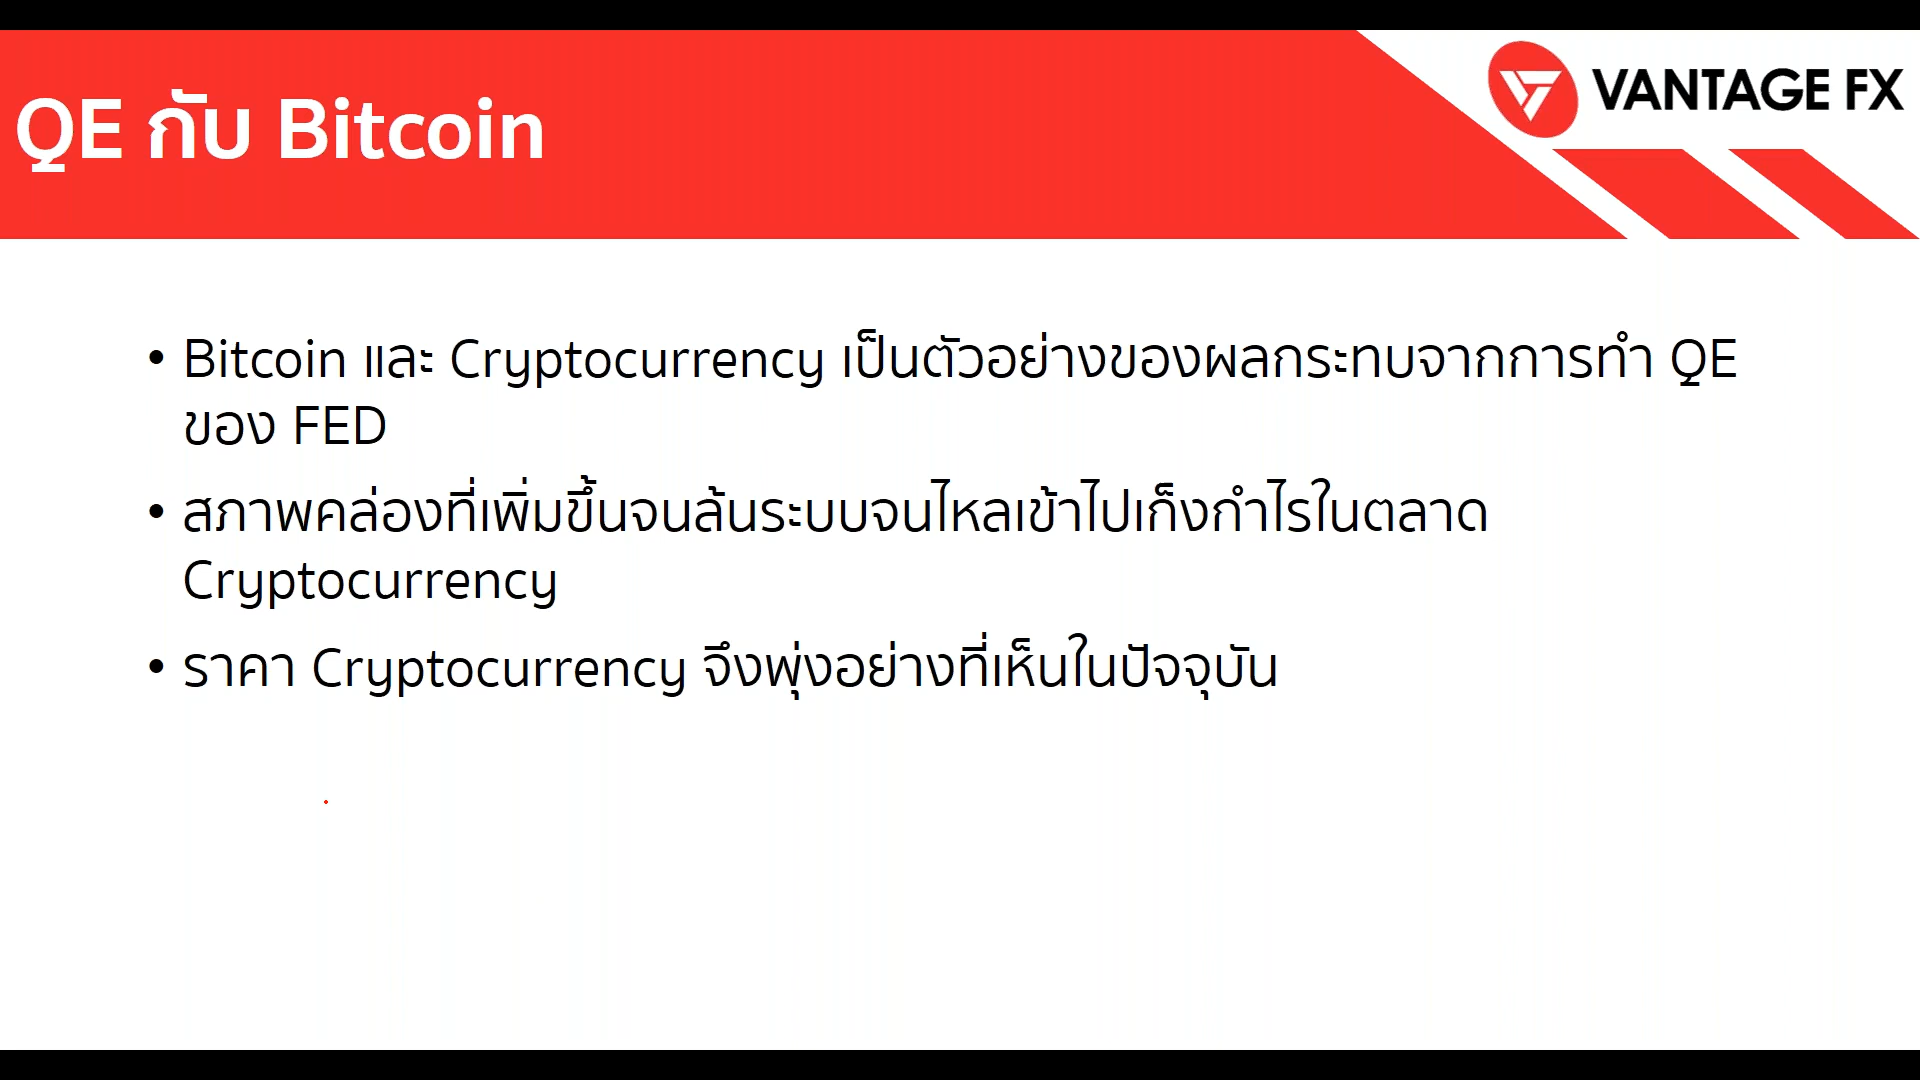 VANTAGE FX
QE กับ Bitcoin
• Bitcoin และ Cryptocurrency เป็นตัวอย่างของผลกระทบจากการทำ QE
ของ FED
• สภาพคล่องที่เพิ่มขึ้นจนล้นระบบจนไหลเข้าไปเก็งกำไรในตลาด
Cryptocurrency
• ราคา Cryptocurrency จึงพุ่งอย่างที่เห็นในปัจจุบัน